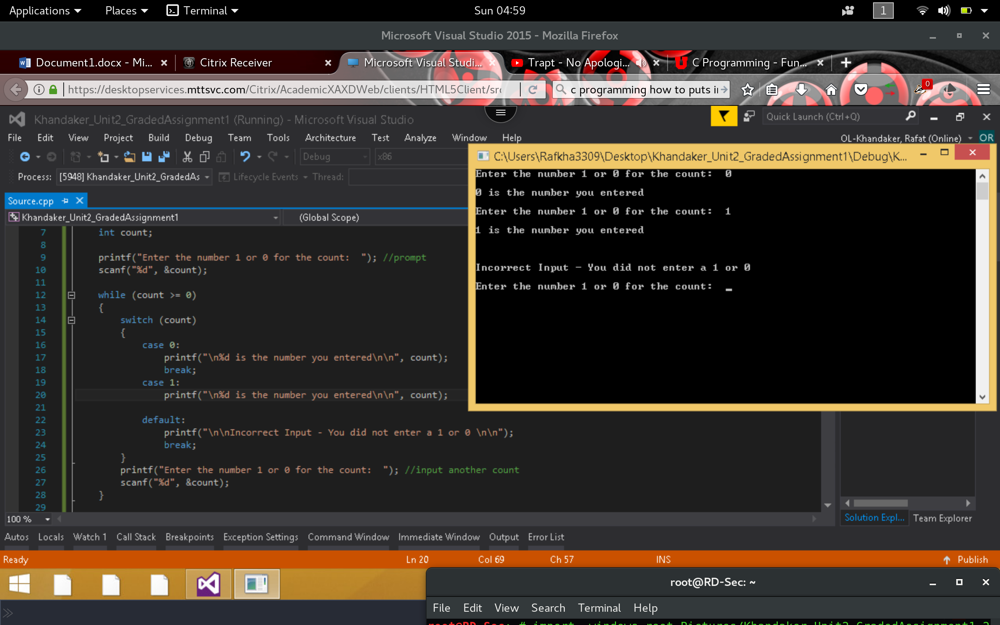 Applications Places Terminal Sun 04:59 1
Microsoft Visual Studio 2015 - Mozilla Firefox
Document1.docx - Mi... Citrix Receiver Microsoft Visual Studi... Trapt - No Apologi... C Programming - Fun...
https://desktopservices.mttsvc.com/Citrix/AcademicXAXDWeb/clients/HTML5Client/src c programming how to puts i 0
Khandaker_Unit2_GradedAssignment1 (Running) - Microsoft Visual Studio Quick Launch (Ctrl+Q)
File Edit View Project Build Debug Team Tools Architecture Test Analyze Window Help OL-Khandaker, Rafat (Online) OR
Debug x86
Process: [5948] Khandaker_Unit2_GradedAs Lifecycle Events Thread:
Source.cpp
Khandaker_Unit2_GradedAssignment1 (Global Scope)
7 int count;
8
9 printf("Enter the number 1 or 0 for the count:  "); //prompt
10 scanf("%d", &count);
11
12 while (count >= 0)
13 {
14 switch (count)
15 {
16 case 0:
17 printf("\n%d is the number you entered\n\n", count);
18 break;
19 case 1:
20 printf("\n%d is the number you entered\n\n", count);
21
22 default:
23 printf("\n\nIncorrect Input - You did not enter a 1 or 0 \n\n");
24 break;
25 }
26 printf("Enter the number 1 or 0 for the count:  "); //input another count
27 scanf("%d", &count);
28 }
29
C:\Users\Rafkha3309\Desktop\Khandaker_Unit2_GradedAssignment1\Debug\K...
Enter the number 1 or 0 for the count:  0
0 is the number you entered
Enter the number 1 or 0 for the count:  1
1 is the number you entered
Incorrect Input - You did not enter a 1 or 0
Enter the number 1 or 0 for the count:  _
100 %
Solution Expl... Team Explorer
Autos Locals Watch 1 Call Stack Breakpoints Exception Settings Command Window Immediate Window Output Error List
Ready Ln 20 Col 69 Ch 57 INS Publish
root@RD-Sec: ~
File Edit View Search Terminal Help
root@RD-Sec:~# import -windows root Pictures/Khandaker_Unit2_GradedAssignment1_2